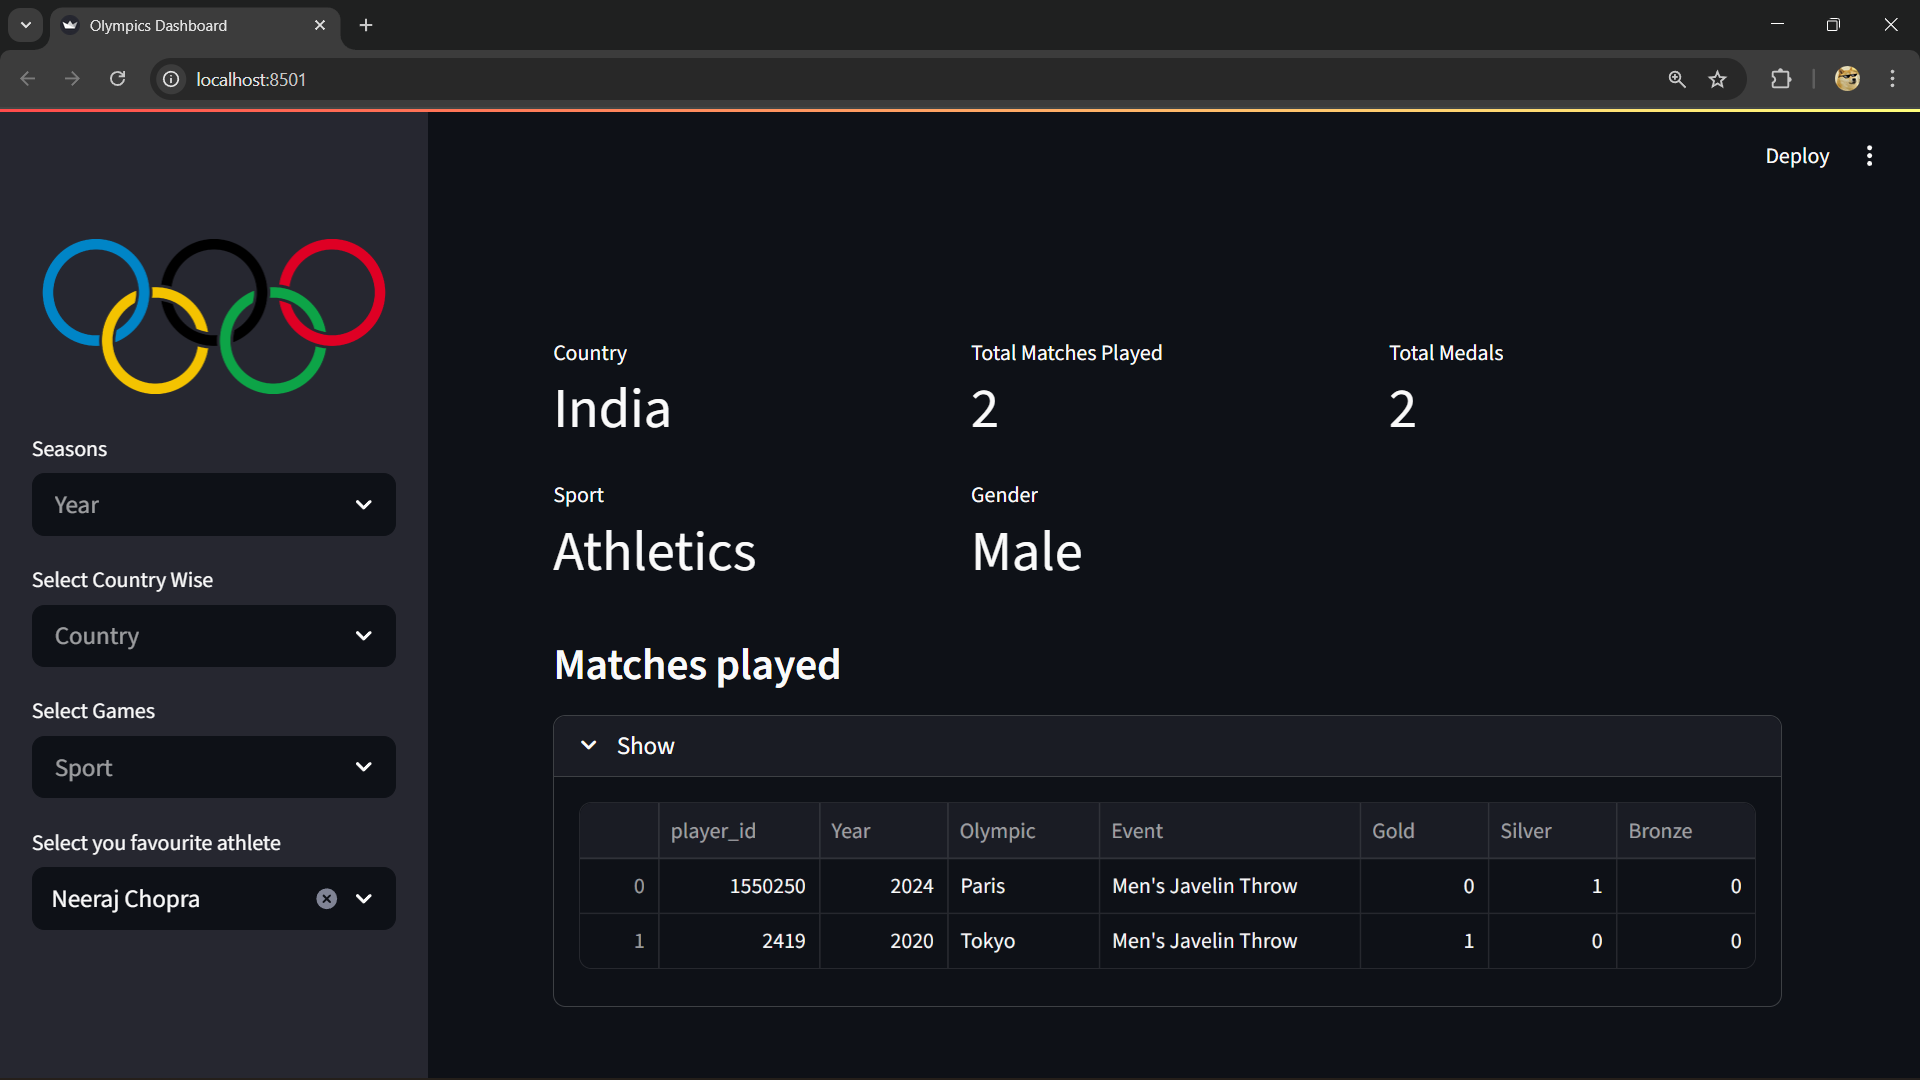 Olympics Dashboard
localhost:8501
Deploy
Seasons
Year
Select Country Wise
Country
Select Games
Sport
Select you favourite athlete
Neeraj Chopra
Country
Total Matches Played
Total Medals
India
2
2
Sport
Gender
Athletics
Male
Matches played
Show
player_id Year Olympic Event Gold Silver Bronze
0 1550250 2024 Paris Men's Javelin Throw 0 1 0
1 2419 2020 Tokyo Men's Javelin Throw 1 0 0